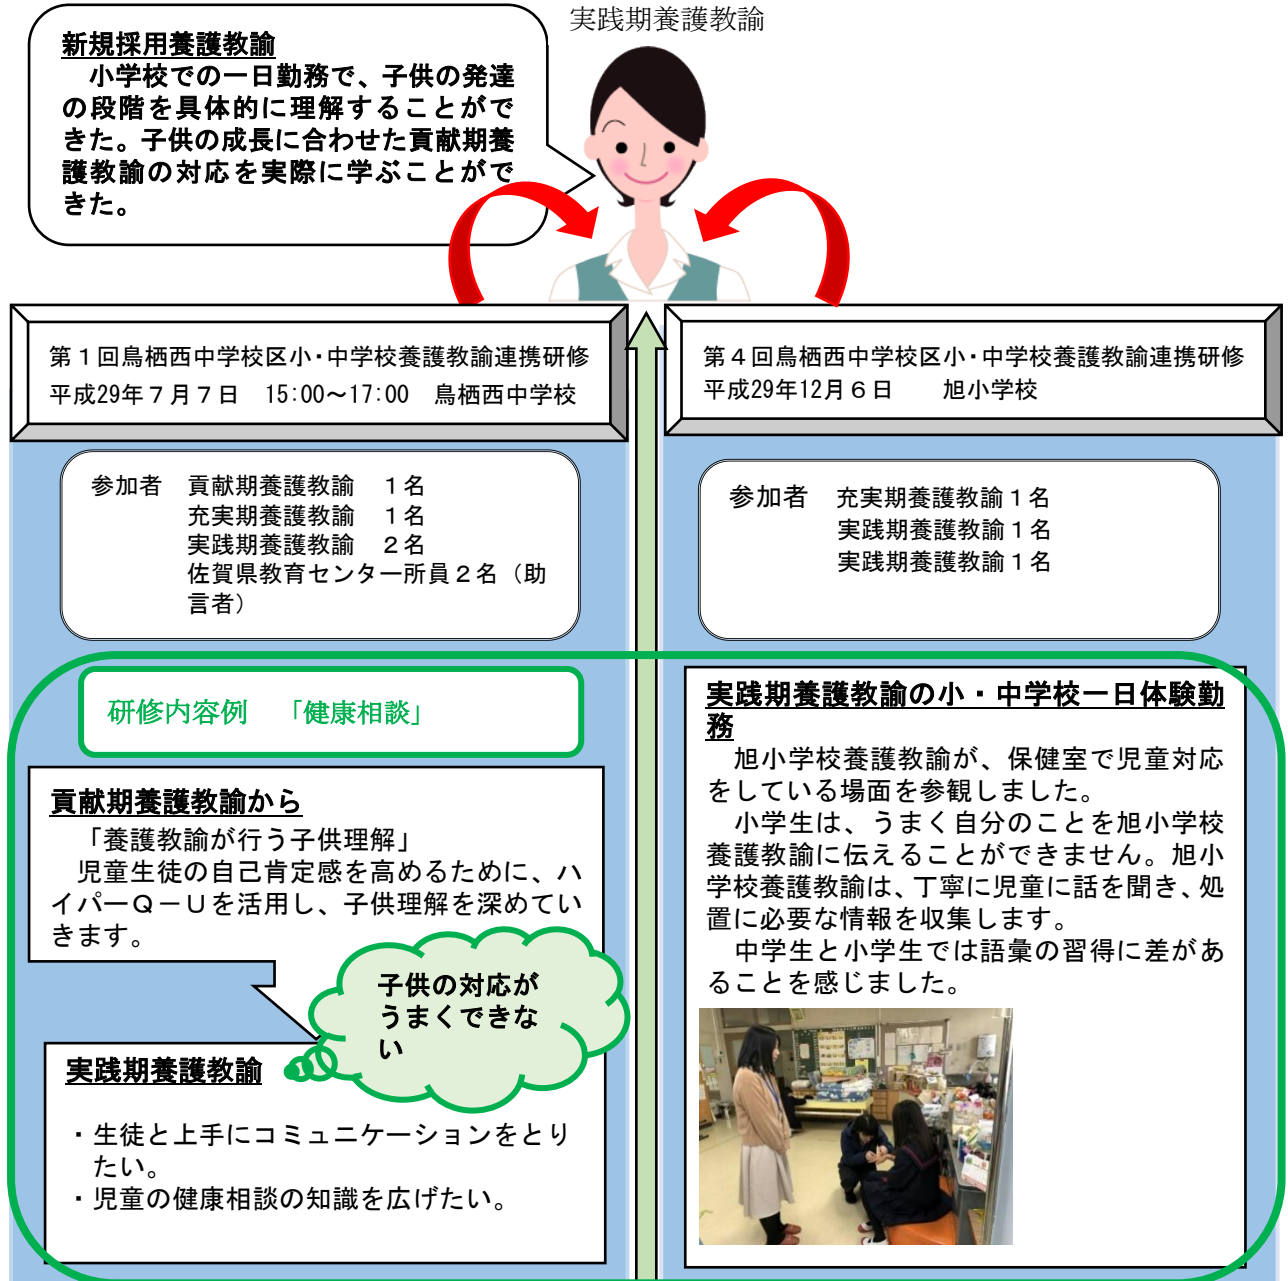 実践期養護教諭
新規採用養護教諭
小学校での一日勤務で、子供の発達
の段階を具体的に理解することがで
きた。子供の成長に合わせた貢献期養
護教諭の対応を実際に学ぶことがで
きた。
第１回鳥栖西中学校区小・中学校養護教諭連携研修
平成29年７月７日　15:00～17:00　鳥栖西中学校
参加者　貢献期養護教諭　１名
充実期養護教諭　１名
実践期養護教諭　２名
佐賀県教育センター所員２名（助
言者）
研修内容例　「健康相談」
貢献期養護教諭から
「養護教諭が行う子供理解」
児童生徒の自己肯定感を高めるために、ハ
イパーＱ－Ｕを活用し、子供理解を深めてい
きます。
子供の対応が
うまくできな
い
実践期養護教諭
・生徒と上手にコミュニケーションをとり
たい。
・児童の健康相談の知識を広げたい。
第４回鳥栖西中学校区小・中学校養護教諭連携研修
平成29年12月６日　　旭小学校
参加者　充実期養護教諭１名
実践期養護教諭１名
実践期養護教諭１名
実践期養護教諭の小・中学校一日体験勤
務
旭小学校養護教諭が、保健室で児童対応
をしている場面を参観しました。
小学生は、うまく自分のことを旭小学校
養護教諭に伝えることができません。旭小
学校養護教諭は、丁寧に児童に話を聞き、処
置に必要な情報を収集します。
中学生と小学生では語彙の習得に差があ
ることを感じました。